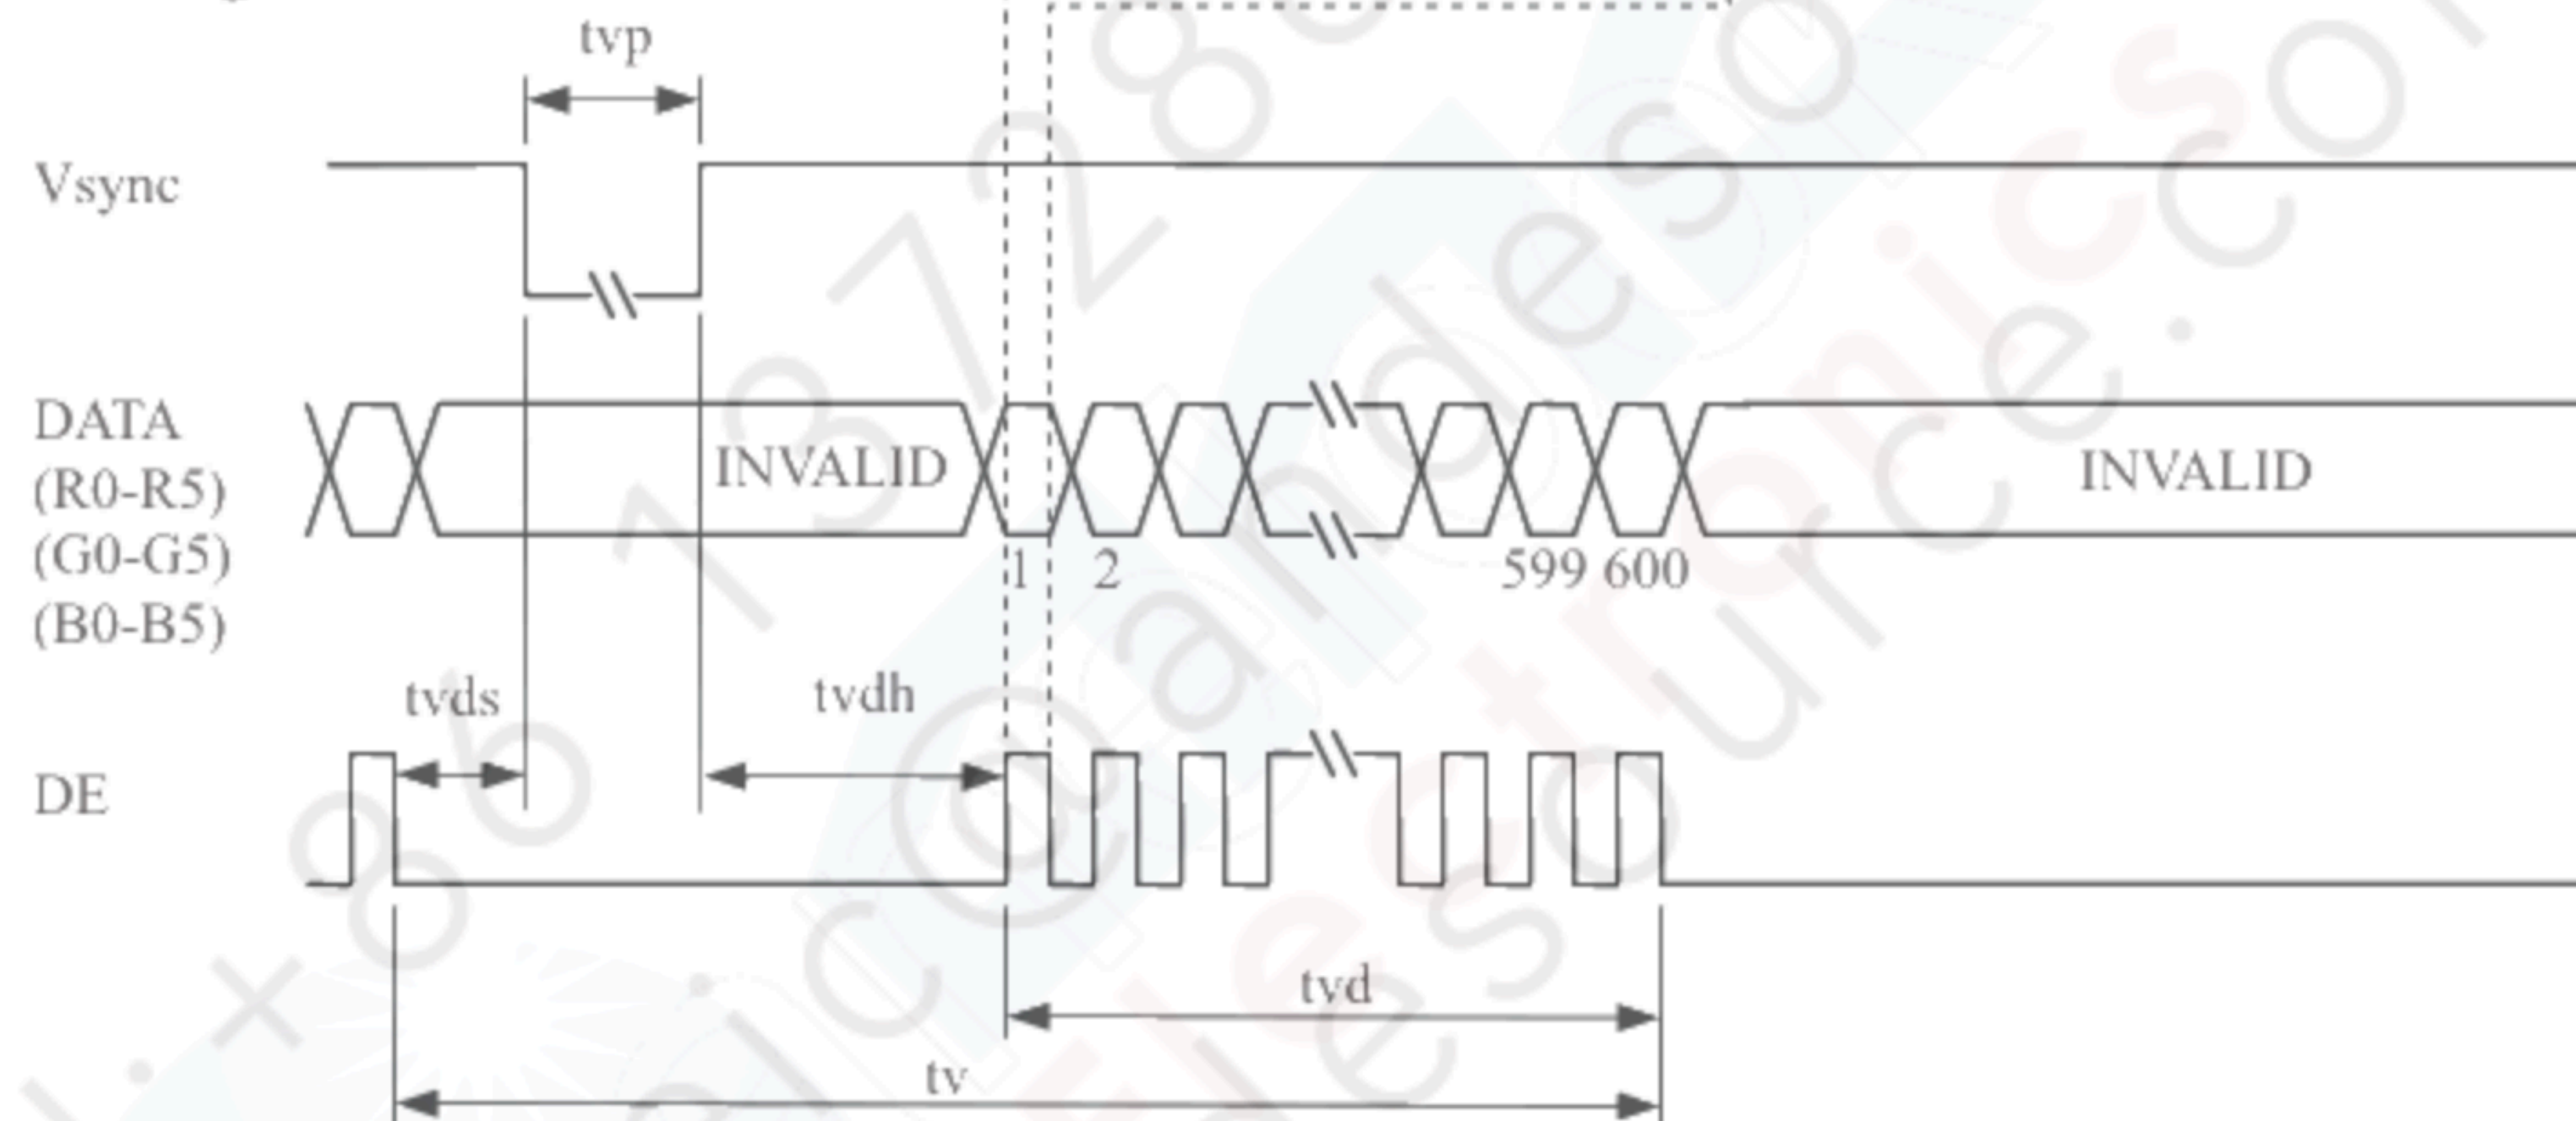 tvp
Vsync
DATA
(R0-R5)
(G0-G5)
(B0-B5)
INVALID
INVALID
1 2 599 600
tvds
tvdh
DE
tvd
tv